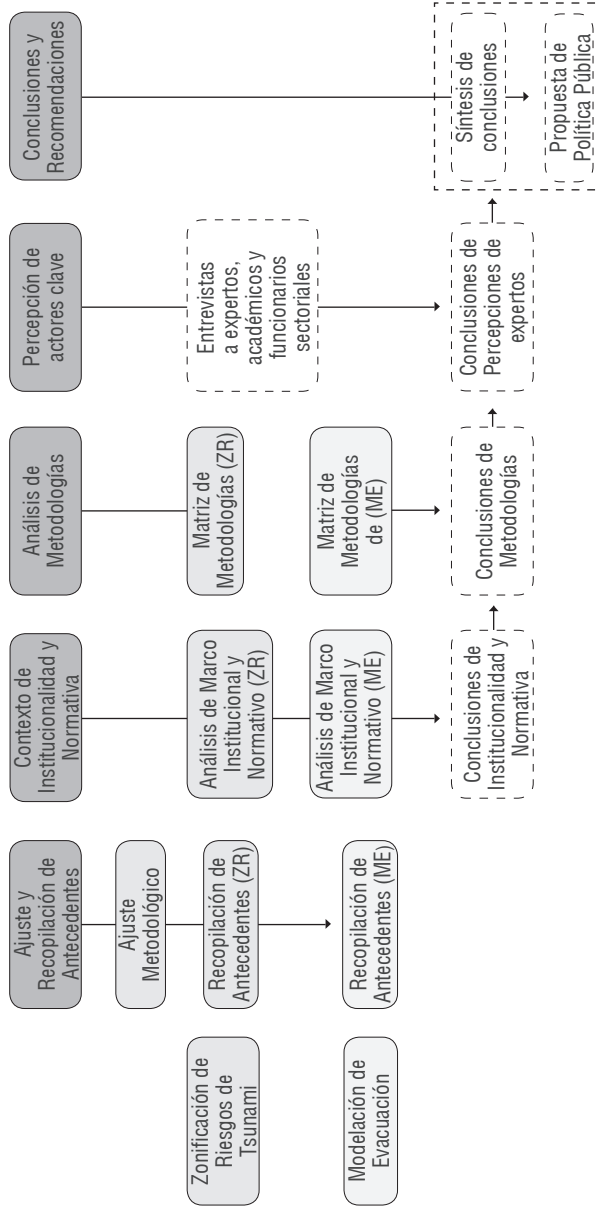 Ajuste y
Recopilación de
Antecedentes
Contexto de
Institucionalidad y
Normativa
Análisis de
Metodologías
Percepción de
actores clave
Conclusiones y
Recomendaciones
Ajuste
Metodológico
Zonificación de
Riesgos de
Tsunami
Recopilación de
Antecedentes (ZR)
Análisis de Marco
Institucional y
Normativo (ZR)
Matriz de
Metodologías (ZR)
Entrevistas
a expertos,
académicos y
funcionarios
sectoriales
Modelación de
Evacuación
Recopilación de
Antecedentes (ME)
Análisis de Marco
Institucional y
Normativo (ME)
Matriz de
Metodologías
de (ME)
Conclusiones de
Institucionalidad y
Normativa
Conclusiones de
Metodologías
Conclusiones de
Percepciones de
expertos
Síntesis de
conclusiones
Propuesta de
Política Pública